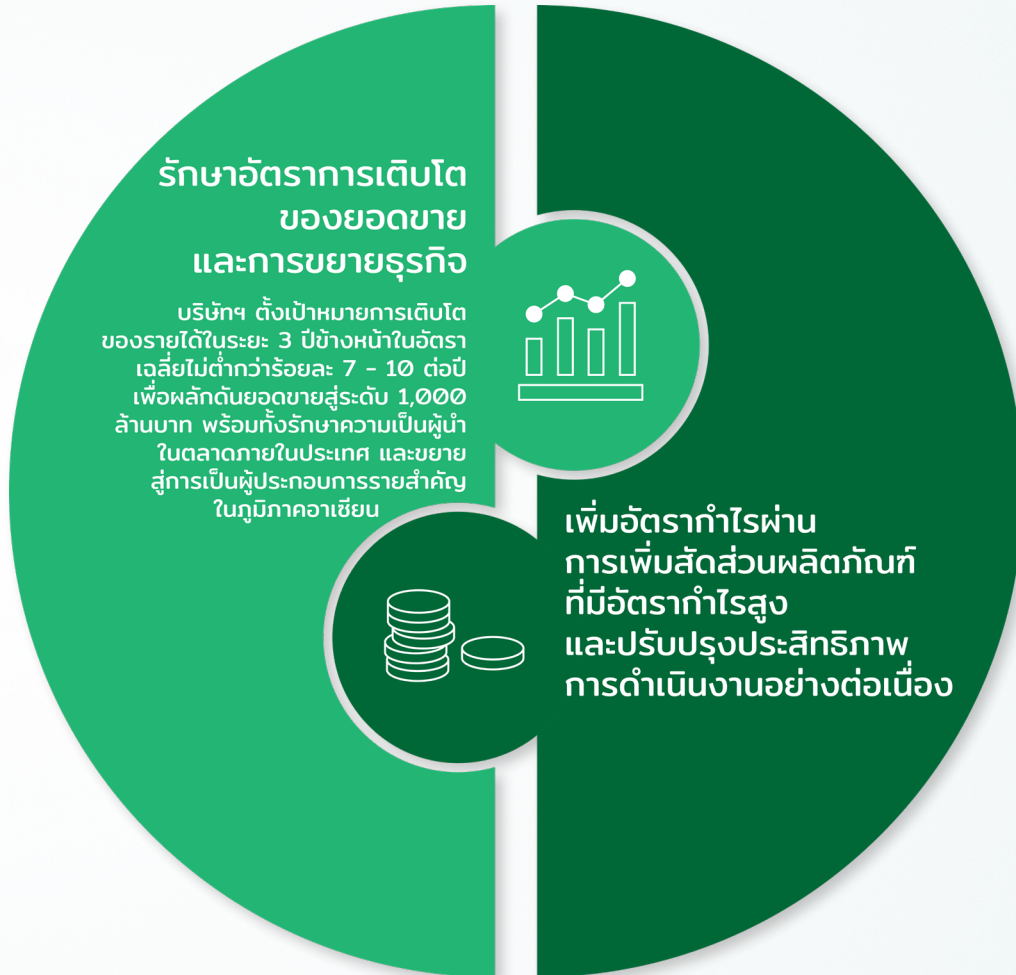 รักษาอัตราการเติบโต
ของยอดขาย
และการขยายธุรกิจ
บริษัทฯ ตั้งเป้าหมายการเติบโต
ของรายได้ในระยะ 3 ปีข้างหน้าในอัตรา
เฉลี่ยไม่ต่ำกว่าร้อยละ 7 - 10 ต่อปี
เพื่อผลักดันยอดขายสู่ระดับ 1,000
ล้านบาท พร้อมทั้งรักษาความเป็นผู้นำ
ในตลาดภายในประเทศ และขยาย
สู่การเป็นผู้ประกอบการรายสำคัญ
ในภูมิภาคอาเซียน
เพิ่มอัตรากำไรผ่าน
การเพิ่มสัดส่วนผลิตภัณฑ์
ที่มีอัตรากำไรสูง
และปรับปรุงประสิทธิภาพ
การดำเนินงานอย่างต่อเนื่อง